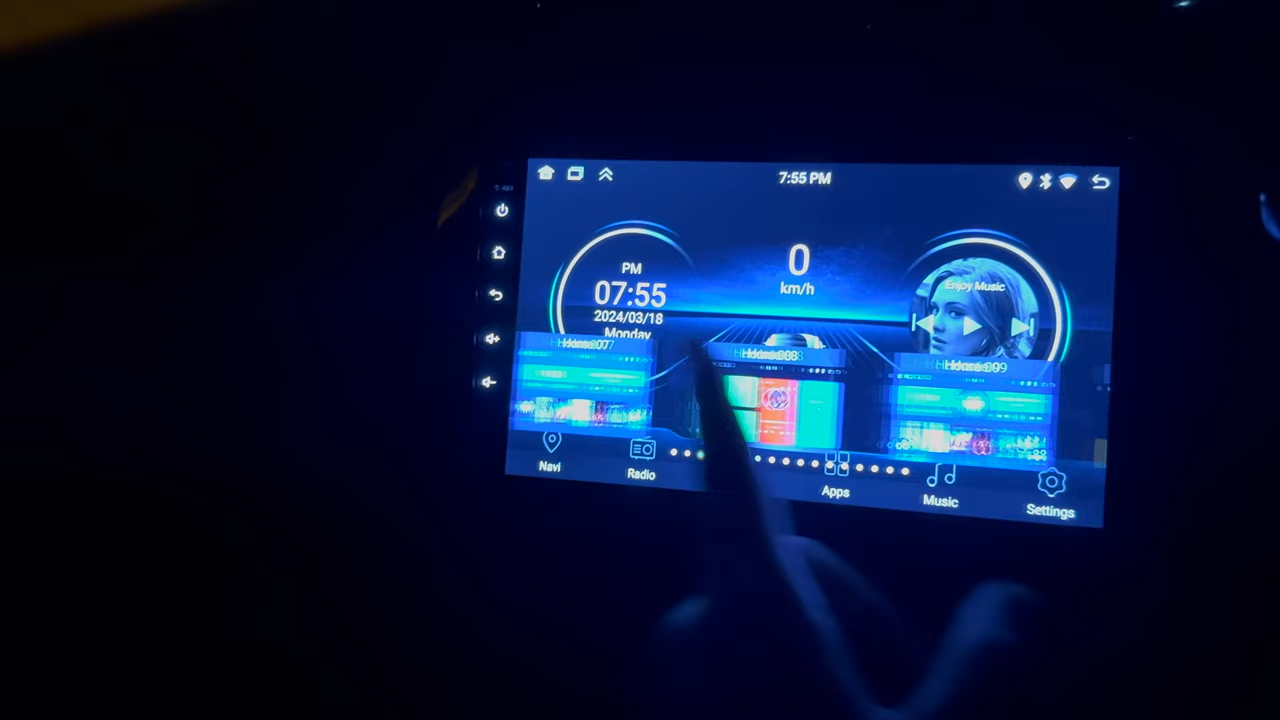 7:55 PM
PM
07:55
2024/03/18
Monday
0
km/h
Enjoy Music
Navi
Radio
Apps
Music
Settings